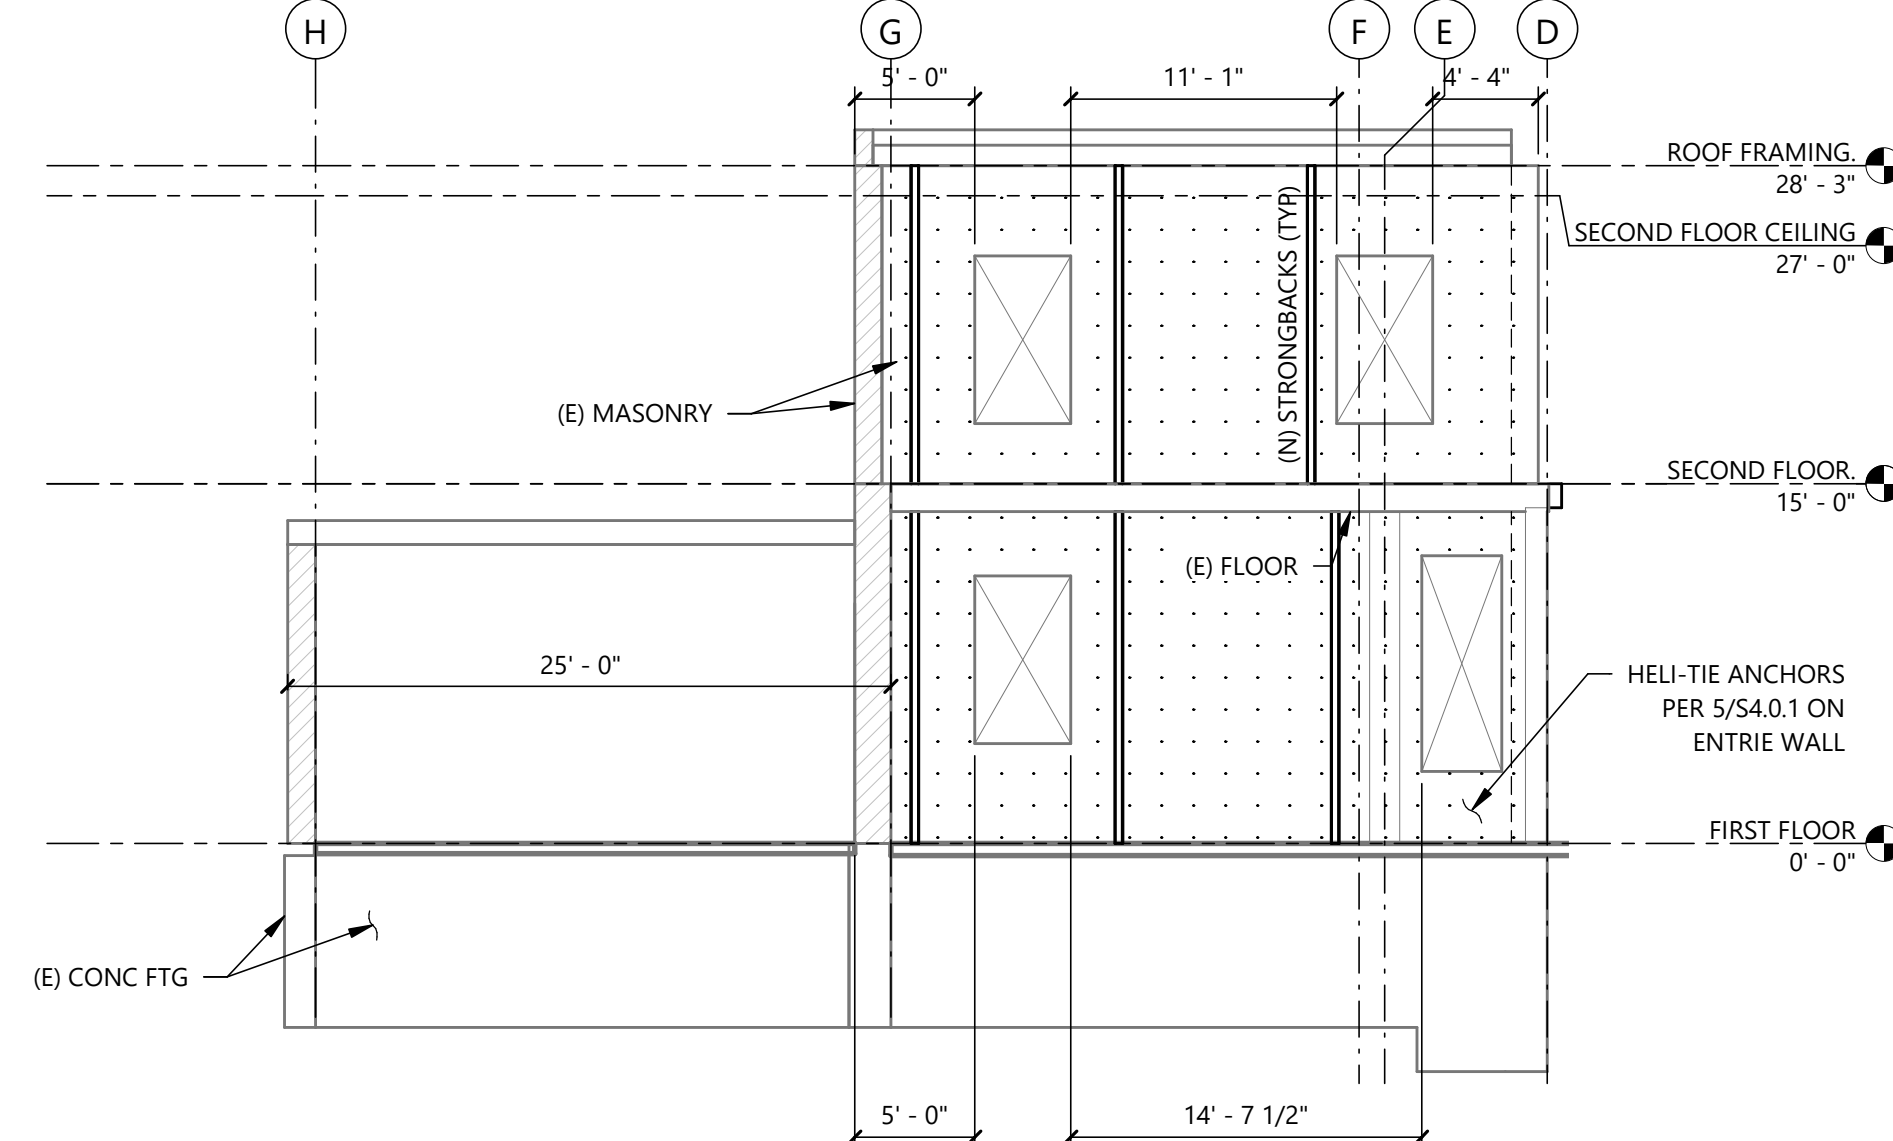 H
G
F
E
D
5' - 0"
11' - 1"
4' - 4"
ROOF FRAMING.
28' - 3"
SECOND FLOOR CEILING
27' - 0"
(N) STRONGBACKS (TYP)
(E) MASONRY
SECOND FLOOR.
15' - 0"
(E) FLOOR
25' - 0"
HELI-TIE ANCHORS
PER 5/S4.0.1 ON
ENTRIE WALL
FIRST FLOOR
0' - 0"
(E) CONC FTG
5' - 0"
14' - 7 1/2"